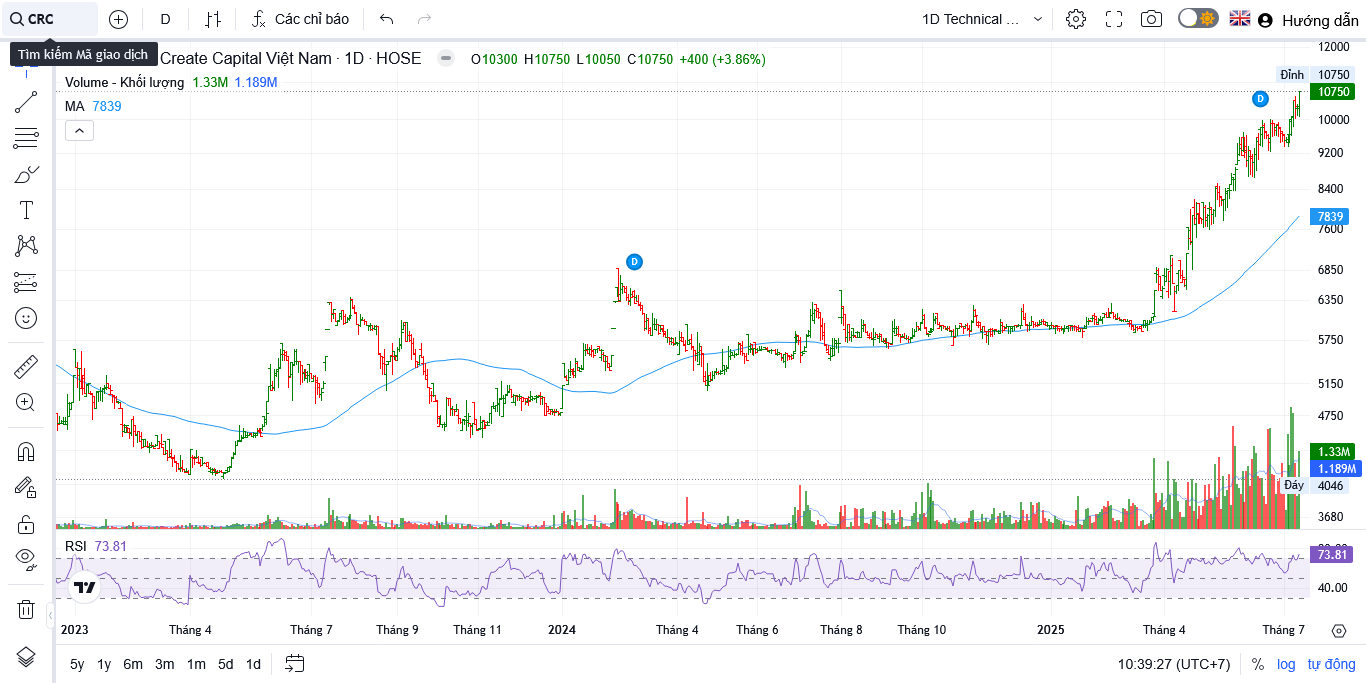 CRC
D
Các chỉ báo
1D Technical ...
Hướng dẫn
Tìm kiếm Mã giao dịch
Create Capital Việt Nam · 1D · HOSE
O10300 H10750 L10050 C10750 +400 (+3.86%)
Volume - Khối lượng 1.33M 1.189M
MA 7839
12000
Đỉnh 10750
10750
D
10000
9200
8400
7839
7600
D
6850
6350
5750
5150
4750
1.33M
1.189M
Đáy 4046
3680
RSI 73.81
73.81
40.00
2023 Tháng 4 Tháng 7 Tháng 9 Tháng 11 2024 Tháng 4 Tháng 6 Tháng 8 Tháng 10 2025 Tháng 4 Tháng 7
5y 1y 6m 3m 1m 5d 1d
10:39:27 (UTC+7) % log tự động